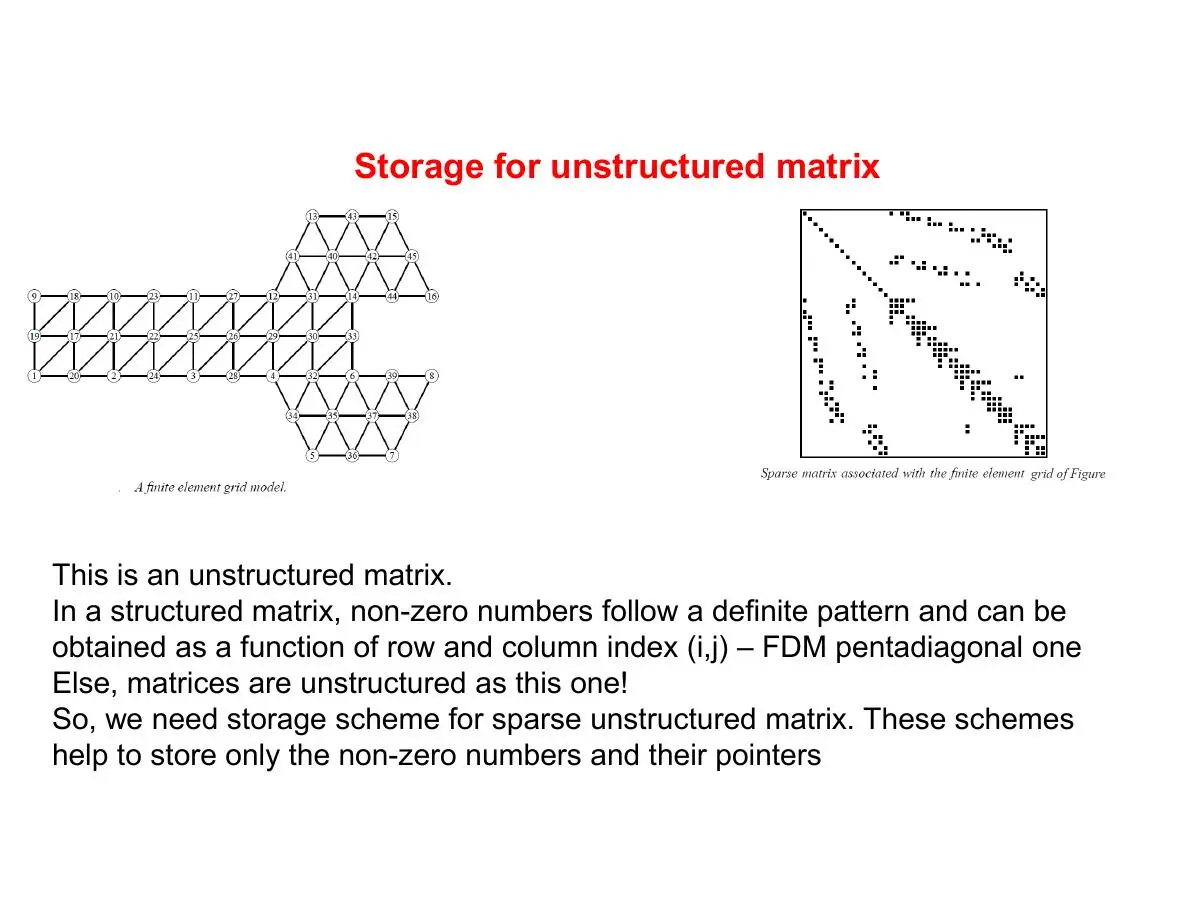 Storage for unstructured matrix
13 43 15
41 40 42 45
9 18 10 23 11 27 12 31 14 44 16
19 17 21 22 25 26 29 30 33
1 20 2 24 3 28 4 32 6 39 8
34 35 37 38
5 36 7
. A finite element grid model.
Sparse matrix associated with the finite element grid of Figure
This is an unstructured matrix.
In a structured matrix, non-zero numbers follow a definite pattern and can be
obtained as a function of row and column index (i,j) – FDM pentadiagonal one
Else, matrices are unstructured as this one!
So, we need storage scheme for sparse unstructured matrix. These schemes
help to store only the non-zero numbers and their pointers